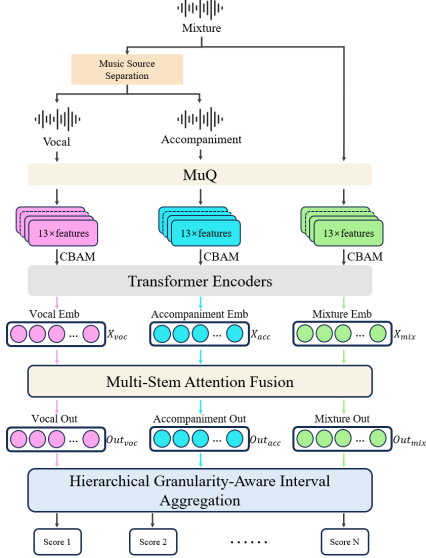 Mixture
Music Source
Separation
Vocal
Accompaniment
MuQ
13×features
13×features
13×features
CBAM
CBAM
CBAM
Transformer Encoders
Vocal Emb
Accompaniment Emb
Mixture Emb
... X_voc
... X_acc
... X_mix
Multi-Stem Attention Fusion
Vocal Out
Accompaniment Out
Mixture Out
... Out_voc
... Out_acc
... Out_mix
Hierarchical Granularity-Aware Interval
Aggregation
Score 1
Score 2
......
Score N